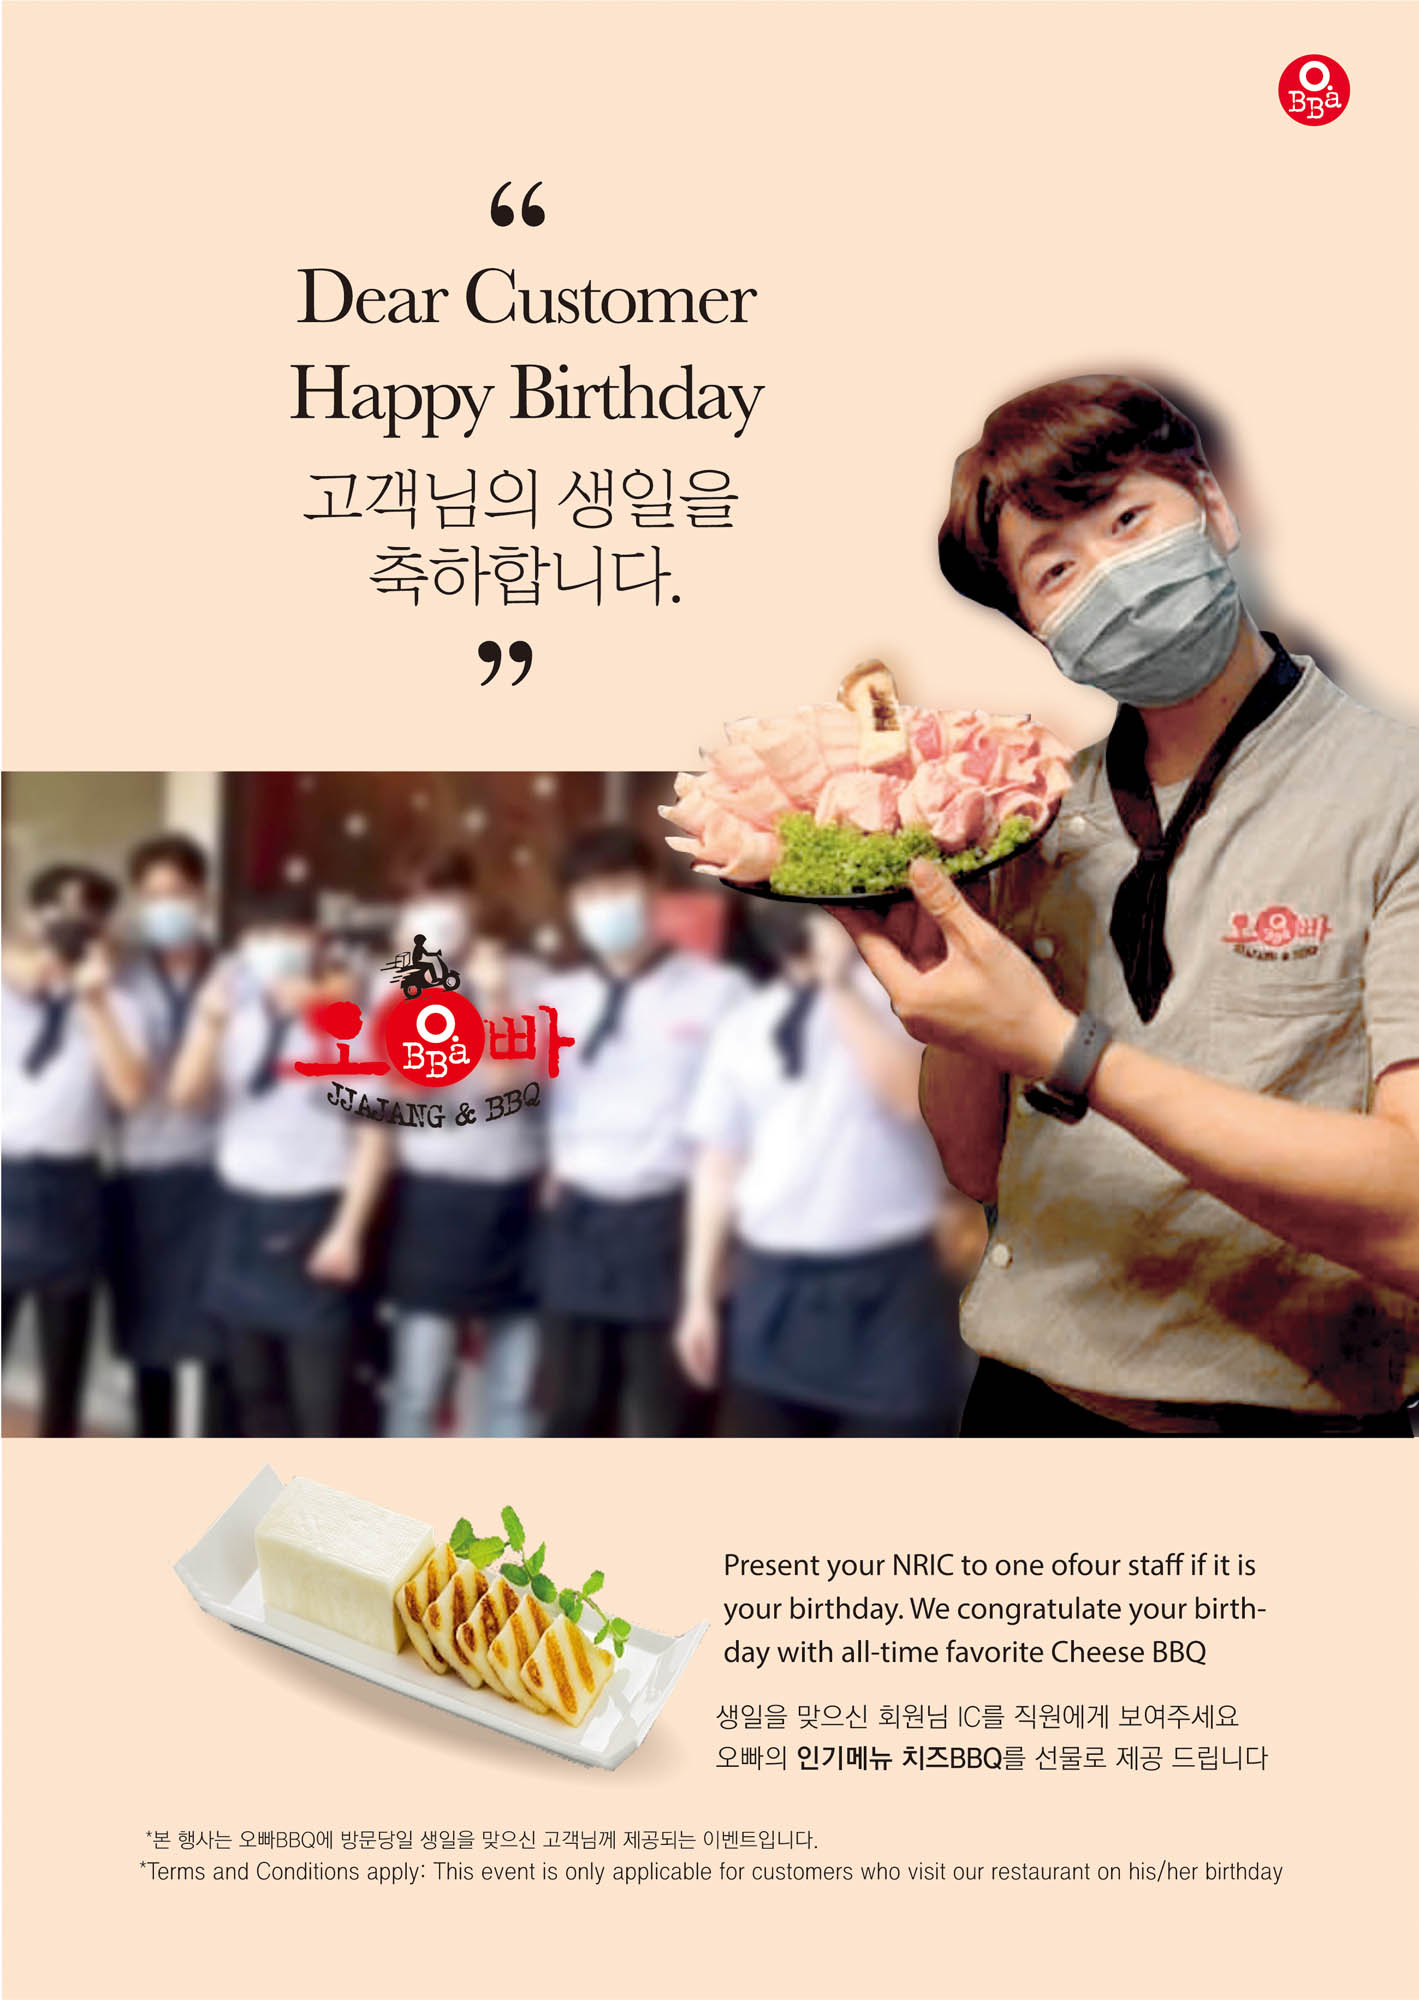 O.
BBa
“
Dear Customer
Happy Birthday
고객님의 생일을
축하합니다.
”
오빠
JJAJANG & BBQ
오 O. BBa 빠
JJAJANG & BBQ
Present your NRIC to one ofour staff if it is
your birthday. We congratulate your birth-
day with all-time favorite Cheese BBQ
생일을 맞으신 회원님 IC를 직원에게 보여주세요
오빠의 인기메뉴 치즈BBQ를 선물로 제공 드립니다
*본 행사는 오빠BBQ에 방문당일 생일을 맞으신 고객님께 제공되는 이벤트입니다.
*Terms and Conditions apply: This event is only applicable for customers who visit our restaurant on his/her birthday